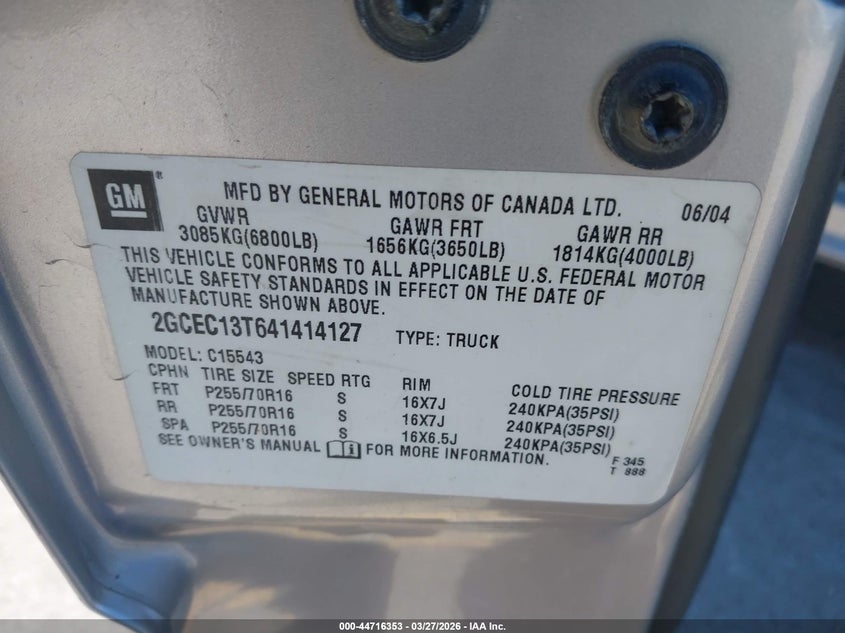 GM
®
MFD BY GENERAL MOTORS OF CANADA LTD. 06/04
GVWR GAWR FRT GAWR RR
3085KG(6800LB) 1656KG(3650LB) 1814KG(4000LB)
THIS VEHICLE CONFORMS TO ALL APPLICABLE U.S. FEDERAL MOTOR
VEHICLE SAFETY STANDARDS IN EFFECT ON THE DATE OF
MANUFACTURE SHOWN ABOVE.
2GCEC13T641414127 TYPE: TRUCK
MODEL: C15543
CPHN TIRE SIZE SPEED RTG RIM COLD TIRE PRESSURE
FRT P255/70R16 S 16X7J 240KPA(35PSI)
RR P255/70R16 S 16X7J 240KPA(35PSI)
SPA P255/70R16 S 16X6.5J 240KPA(35PSI)
SEE OWNER'S MANUAL FOR MORE INFORMATION.
F 345
T 888
000-44716353 — 03/27/2026 — IAA Inc.